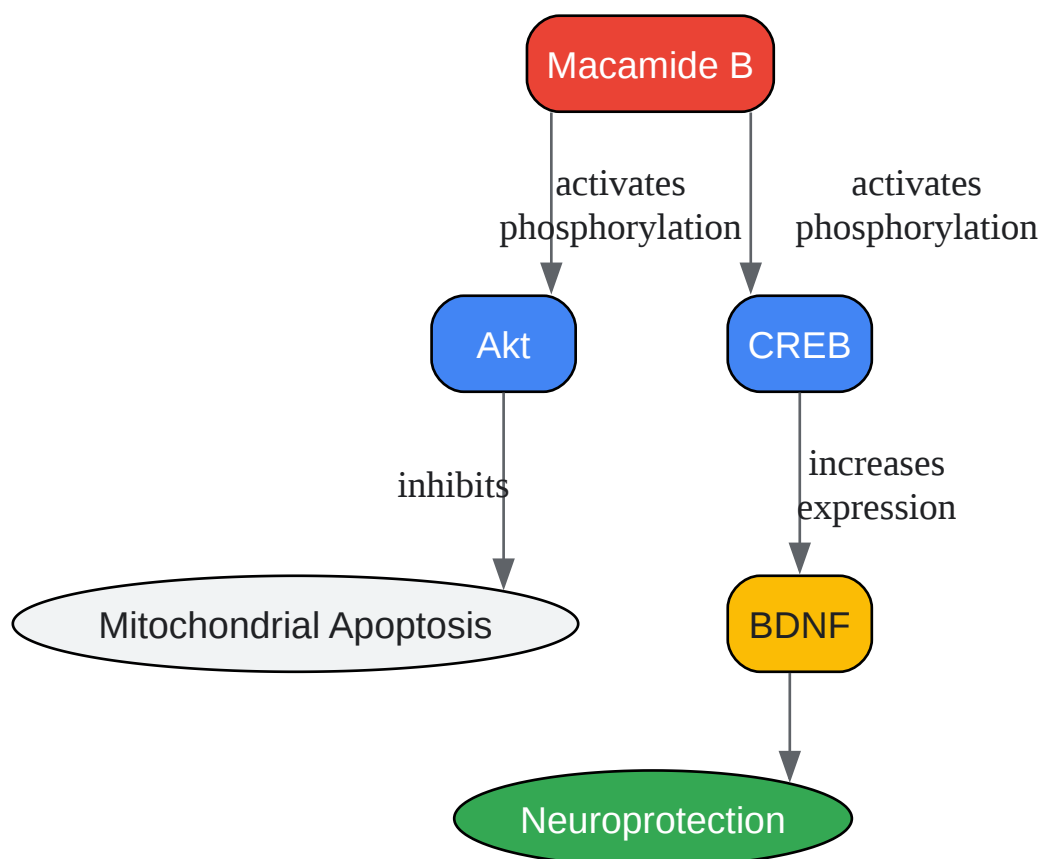 Macamide B
activates
phosphorylation
activates
phosphorylation
Akt
CREB
inhibits
increases
expression
Mitochondrial Apoptosis
BDNF
Neuroprotection